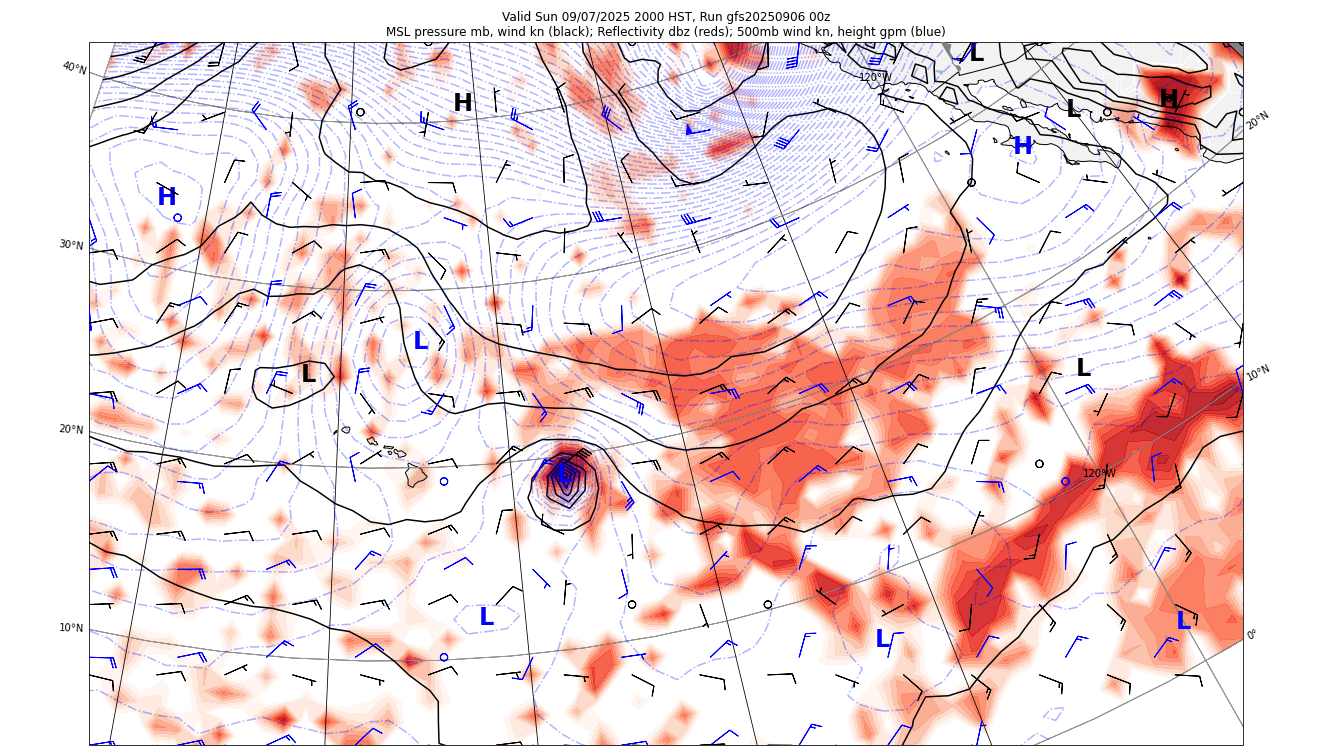 Valid Sun 09/07/2025 2000 HST, Run gfs20250906 00z
MSL pressure mb, wind kn (black); Reflectivity dbz (reds); 500mb wind kn, height gpm (blue)
L
40°N
120°W
H
H
L
20°N
H
H
30°N
L
L
L
10°N
20°N
L
120°W
10°N
L
L
L
0°